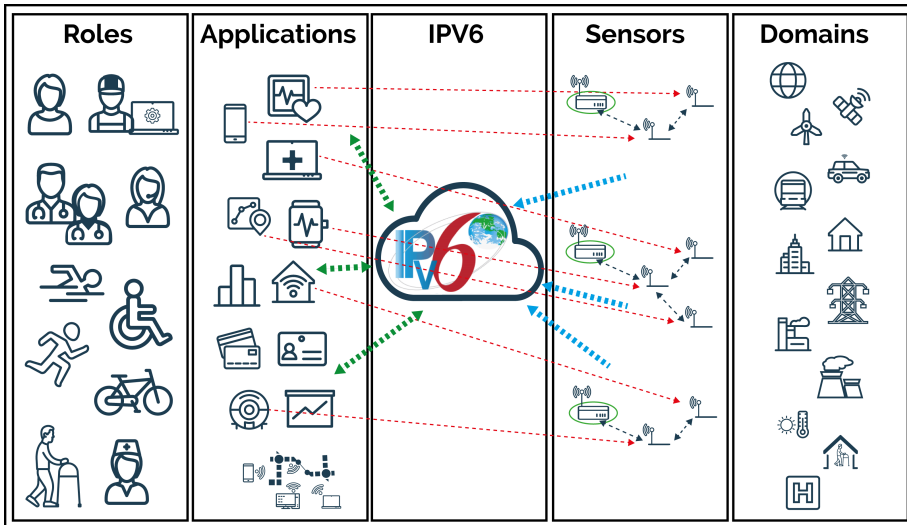 Roles
Applications
IPV6
Sensors
Domains
IPV6
H